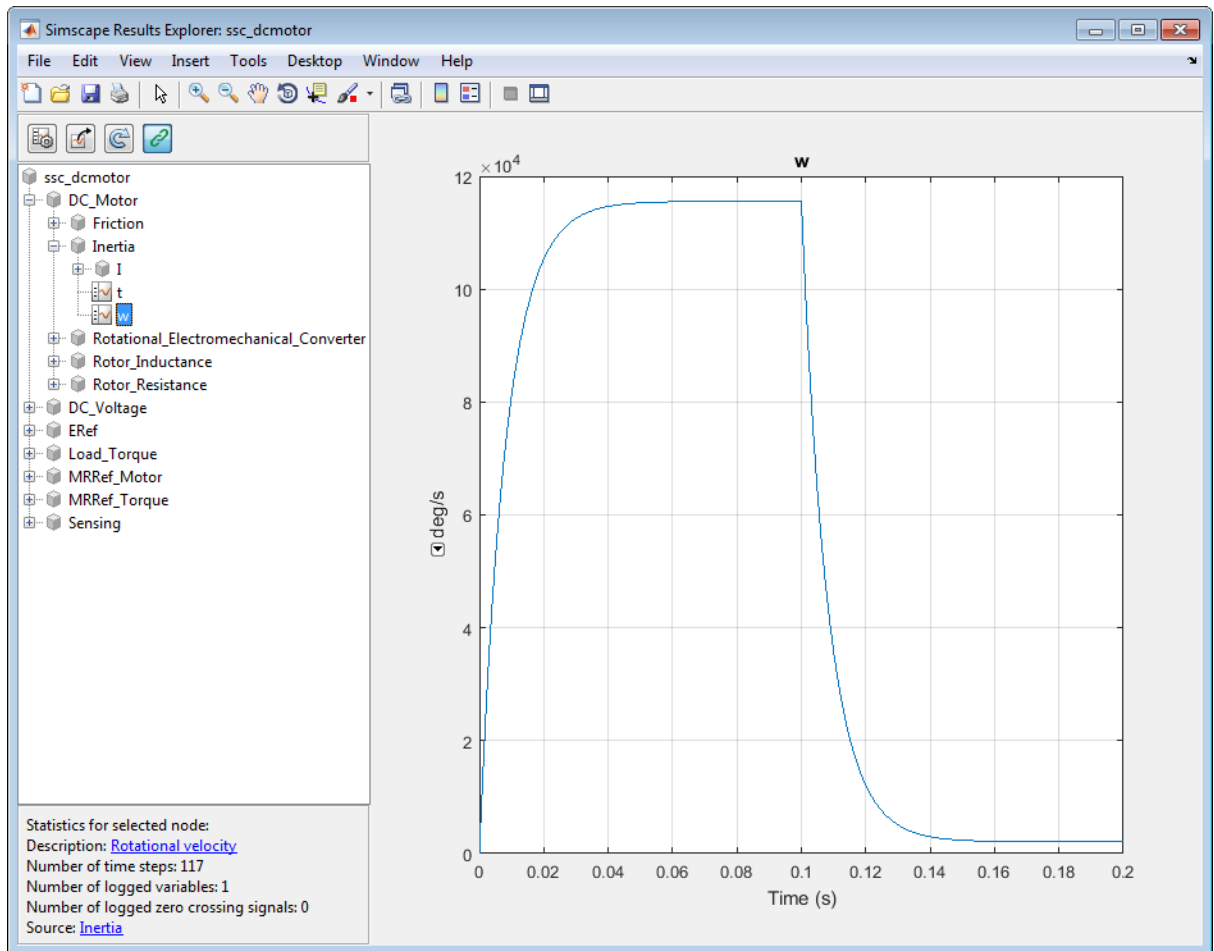 Simscape Results Explorer: ssc_dcmotor
File Edit View Insert Tools Desktop Window Help
ssc_dcmotor
DC_Motor
Friction
Inertia
I
t
w
Rotational_Electromechanical_Converter
Rotor_Inductance
Rotor_Resistance
DC_Voltage
ERef
Load_Torque
MRRef_Motor
MRRef_Torque
Sensing
Statistics for selected node:
Description: Rotational velocity
Number of time steps: 117
Number of logged variables: 1
Number of logged zero crossing signals: 0
Source: Inertia
w
×10⁴
12
10
8
6
4
2
0
deg/s
0 0.02 0.04 0.06 0.08 0.1 0.12 0.14 0.16 0.18 0.2
Time (s)